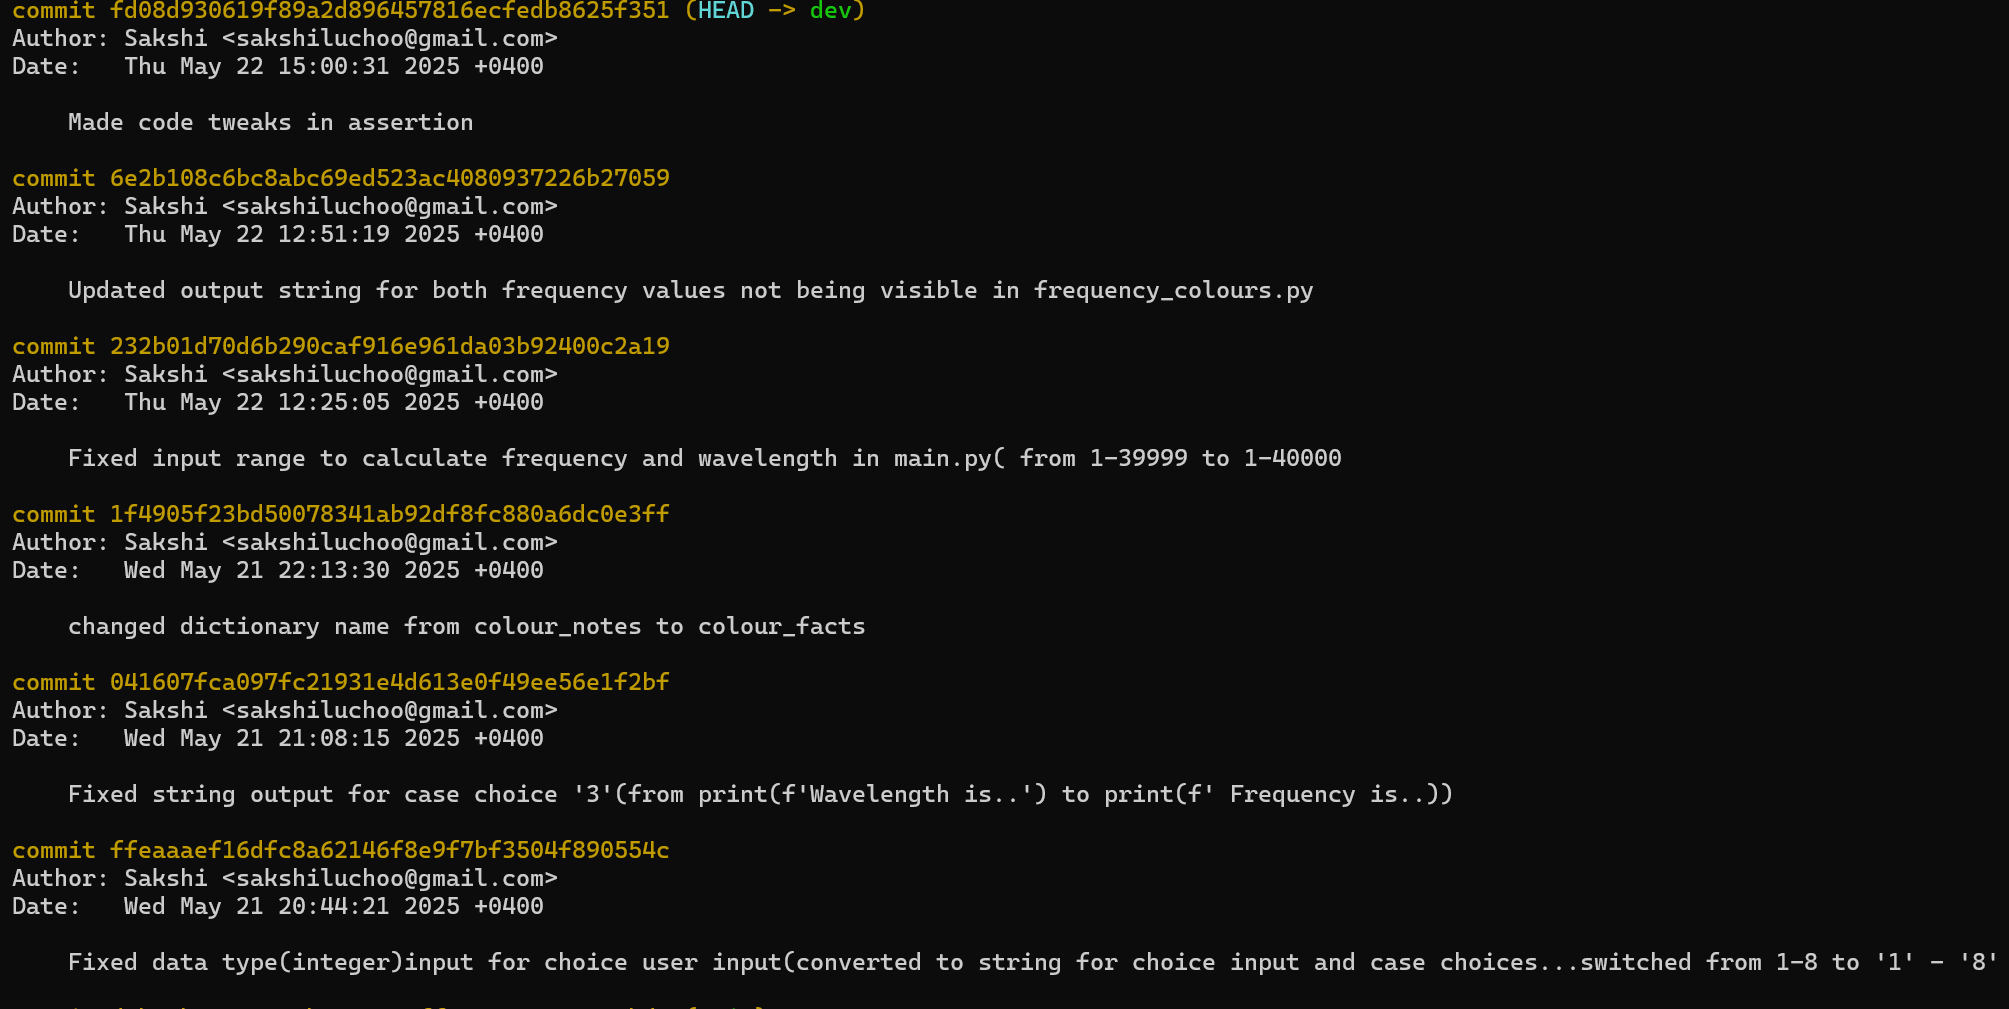 commit fd08d930619f89a2d896457816ecfedb8625f351 (HEAD -> dev)
Author: Sakshi <sakshiluchoo@gmail.com>
Date:   Thu May 22 15:00:31 2025 +0400
Made code tweaks in assertion
commit 6e2b108c6bc8abc69ed523ac4080937226b27059
Author: Sakshi <sakshiluchoo@gmail.com>
Date:   Thu May 22 12:51:19 2025 +0400
Updated output string for both frequency values not being visible in frequency_colours.py
commit 232b01d70d6b290caf916e961da03b92400c2a19
Author: Sakshi <sakshiluchoo@gmail.com>
Date:   Thu May 22 12:25:05 2025 +0400
Fixed input range to calculate frequency and wavelength in main.py( from 1-39999 to 1-40000
commit 1f4905f23bd50078341ab92df8fc880a6dc0e3ff
Author: Sakshi <sakshiluchoo@gmail.com>
Date:   Wed May 21 22:13:30 2025 +0400
changed dictionary name from colour_notes to colour_facts
commit 041607fca097fc21931e4d613e0f49ee56e1f2bf
Author: Sakshi <sakshiluchoo@gmail.com>
Date:   Wed May 21 21:08:15 2025 +0400
Fixed string output for case choice '3'(from print(f'Wavelength is..') to print(f' Frequency is..))
commit ffeaaaef16dfc8a62146f8e9f7bf3504f890554c
Author: Sakshi <sakshiluchoo@gmail.com>
Date:   Wed May 21 20:44:21 2025 +0400
Fixed data type(integer)input for choice user input(converted to string for choice input and case choices...switched from 1-8 to '1' - '8'